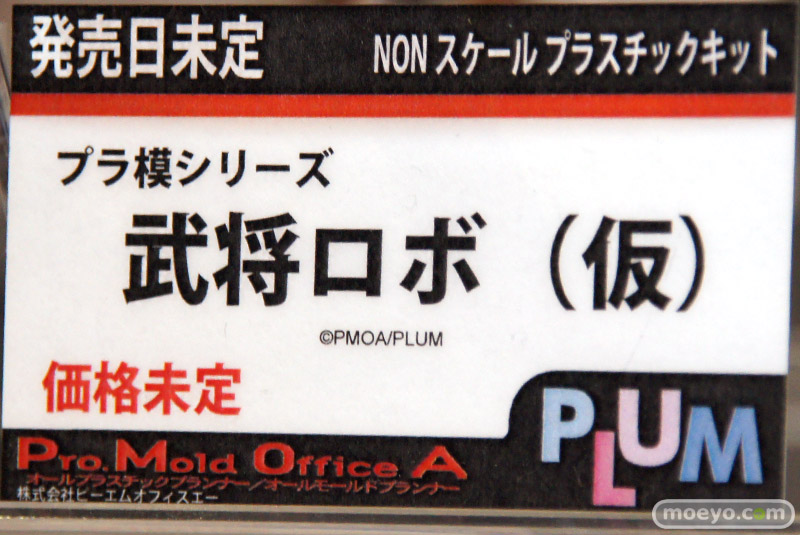 発売日未定
NON スケール プラスチックキット
プラ模シリーズ
武将ロボ（仮）
©PMOA/PLUM
価格未定
PLUM
Pro.Mold Office A
オールプラスチックプランナー／オールモールドプランナー
株式会社ピーエムオフィスエー
moeyo.com